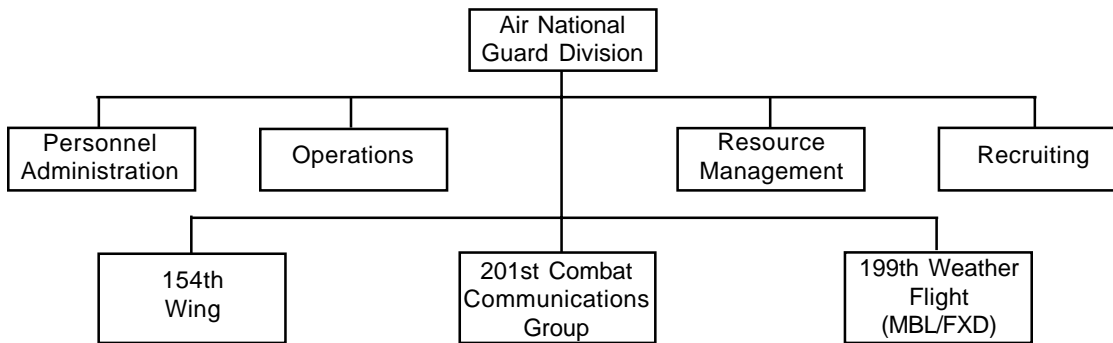 Air National
Guard Division
Personnel
Administration
Operations
Resource
Management
Recruiting
154th
Wing
201st Combat
Communications
Group
199th Weather
Flight
(MBL/FXD)